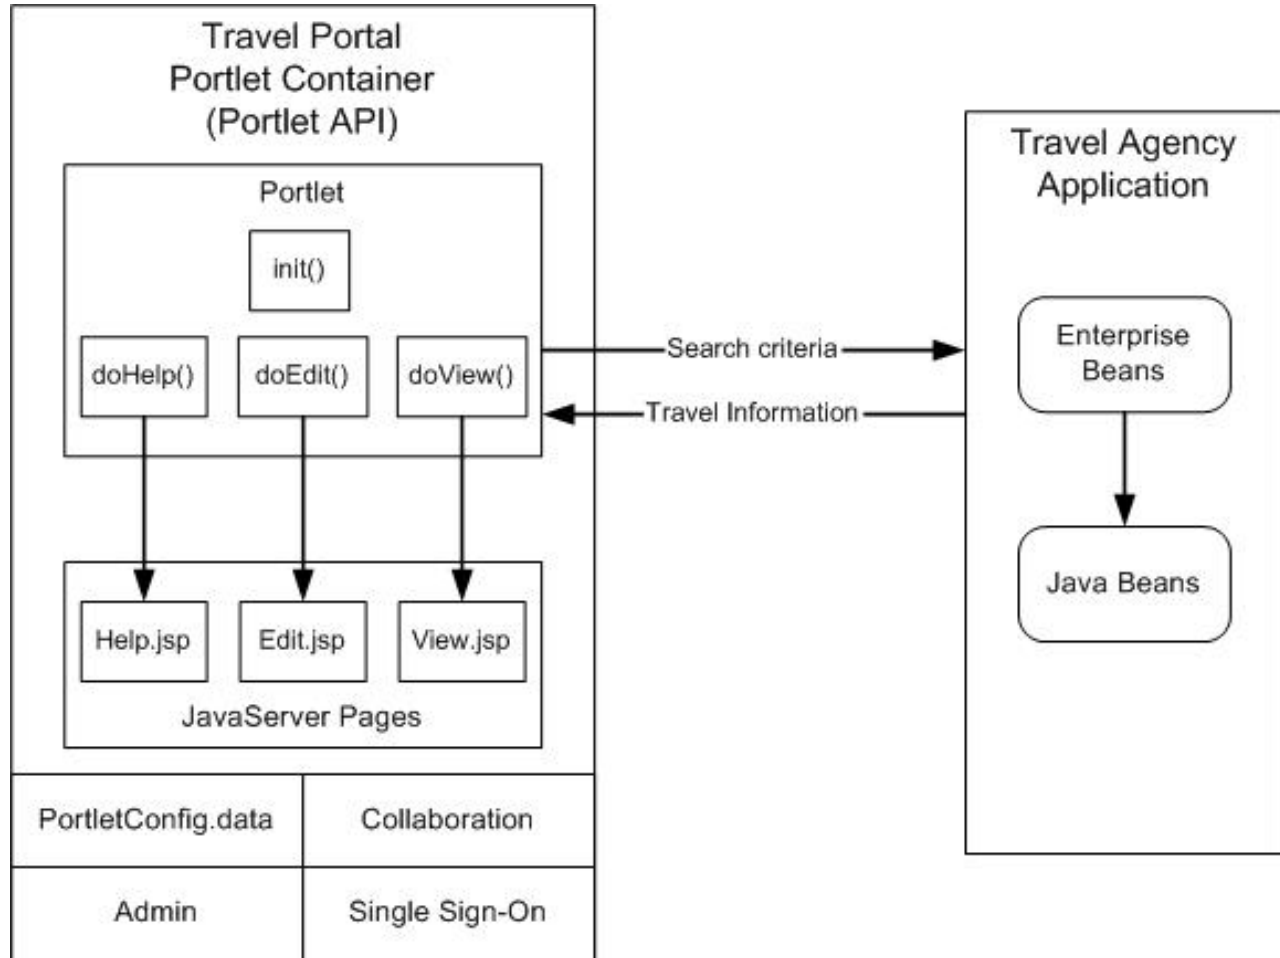 Travel Portal
Portlet Container
(Portlet API)
Portlet
init()
doHelp()
doEdit()
doView()
Help.jsp
Edit.jsp
View.jsp
JavaServer Pages
PortletConfig.data
Collaboration
Admin
Single Sign-On
Search criteria
Travel Information
Travel Agency
Application
Enterprise
Beans
Java Beans